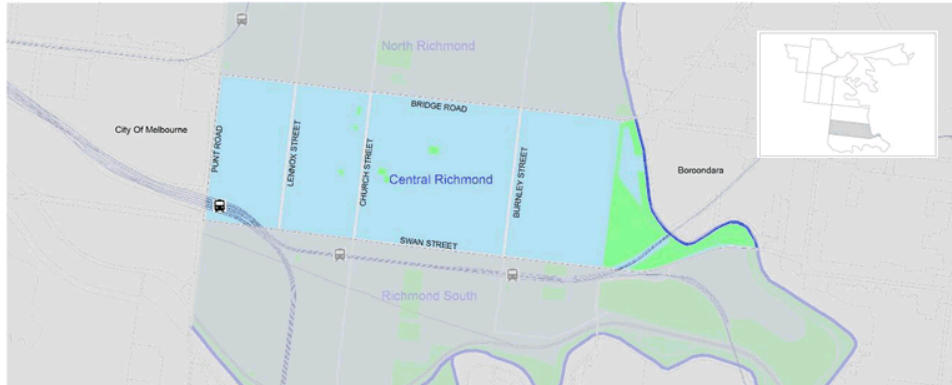 North Richmond
BRIDGE ROAD
City Of Melbourne
PUNT ROAD
LENNOX STREET
CHURCH STREET
Central Richmond
BURNLEY STREET
Boroondara
SWAN STREET
Richmond South